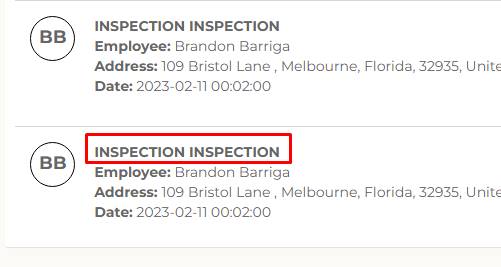 BB
INSPECTION INSPECTION
Employee: Brandon Barriga
Address: 109 Bristol Lane , Melbourne, Florida, 32935, Unite
Date: 2023-02-11 00:02:00
BB
INSPECTION INSPECTION
Employee: Brandon Barriga
Address: 109 Bristol Lane , Melbourne, Florida, 32935, Unite
Date: 2023-02-11 00:02:00